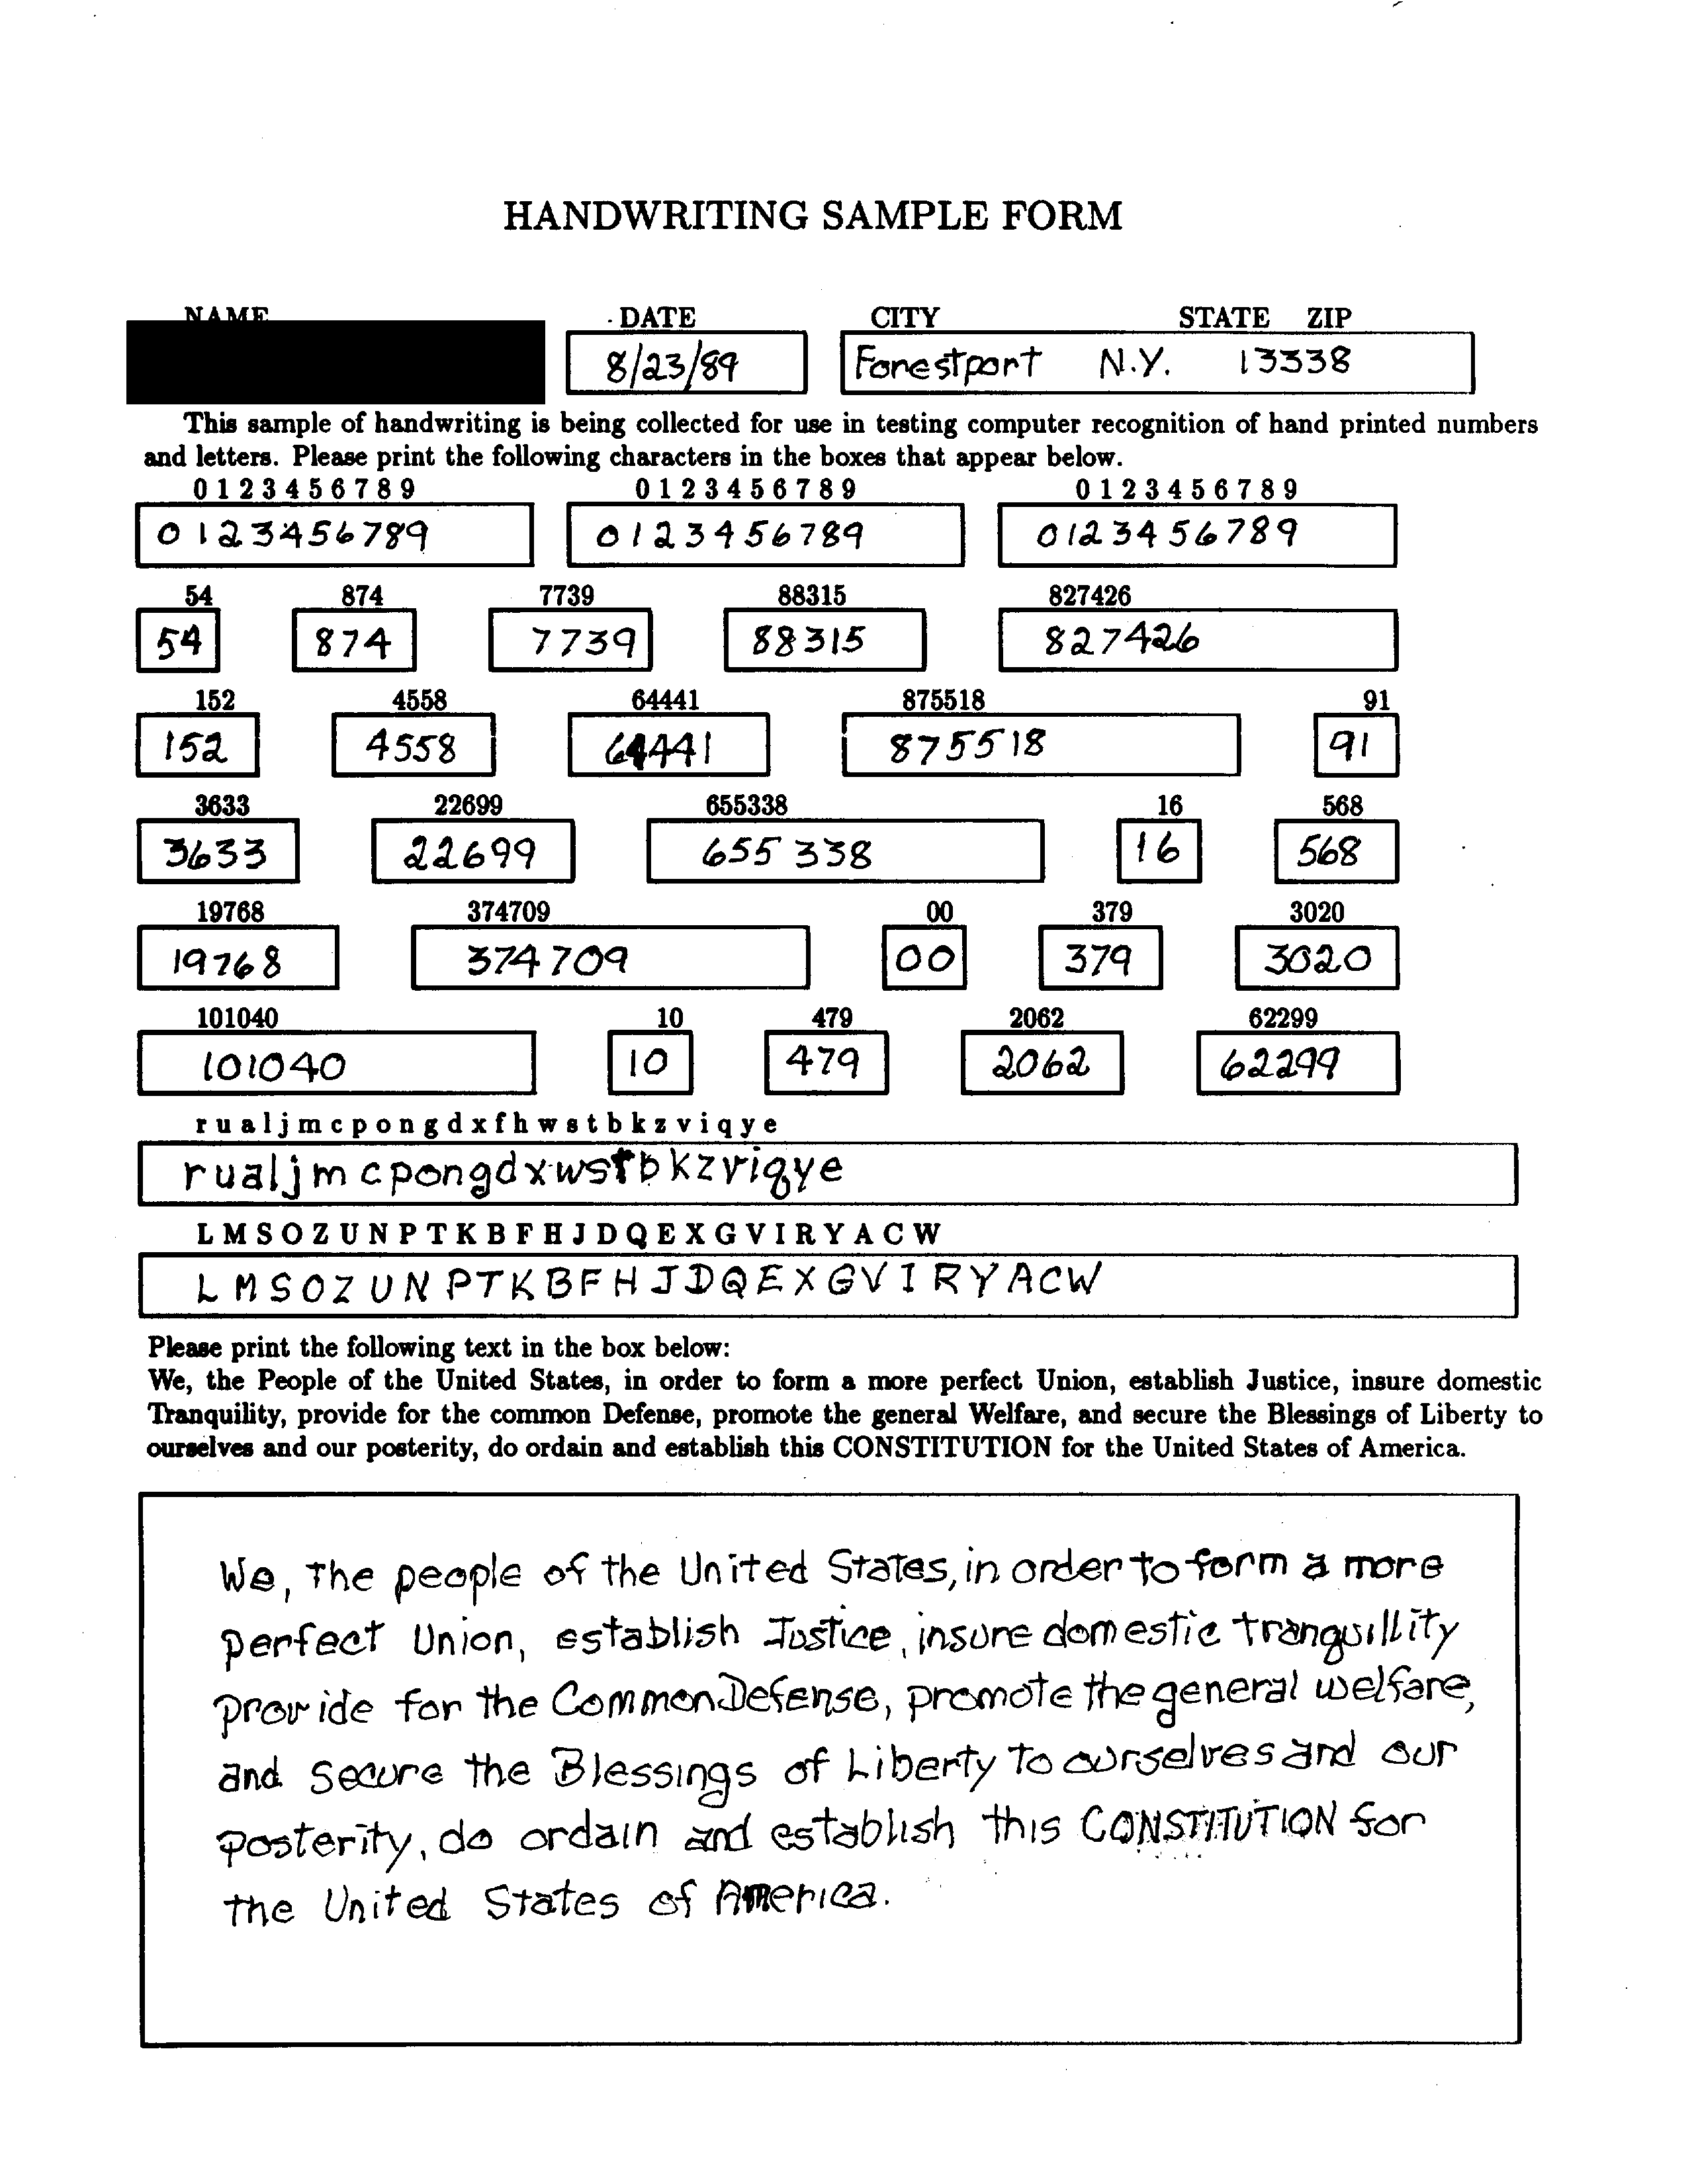 HANDWRITING SAMPLE FORM
NAME DATE CITY STATE ZIP
8/23/89 Forestport N.Y. 13338
This sample of handwriting is being collected for use in testing computer recognition of hand printed numbers
and letters. Please print the following characters in the boxes that appear below.
0 1 2 3 4 5 6 7 8 9 0 1 2 3 4 5 6 7 8 9 0 1 2 3 4 5 6 7 8 9
0123456789 0123456789 0123456789
54 874 7739 88315 827426
54 874 7739 88315 827426
152 4558 64441 875518 91
152 4558 64441 875518 91
3633 22699 655338 16 568
3633 22699 655338 16 568
19768 374709 00 379 3020
19768 374709 00 379 3020
101040 10 479 2062 62299
101040 10 479 2062 62299
r u a l j m c p o n g d x f h w s t b k z v i q y e
rualjmcpongdxwstbkzviqye
L M S O Z U N P T K B F H J D Q E X G V I R Y A C W
LMSOZUNPTKBFHJDQEXGVIRYACW
Please print the following text in the box below:
We, the People of the United States, in order to form a more perfect Union, establish Justice, insure domestic
Tranquility, provide for the common Defense, promote the general Welfare, and secure the Blessings of Liberty to
ourselves and our posterity, do ordain and establish this CONSTITUTION for the United States of America.
We, the people of the United States, in order to form a more
perfect Union, establish Justice, insure domestic tranquillity
provide for the Common Defense, promote the general welfare,
and secure the Blessings of Liberty to ourselves and our
Posterity, do ordain and establish this CONSTITUTION for
the United States of America.